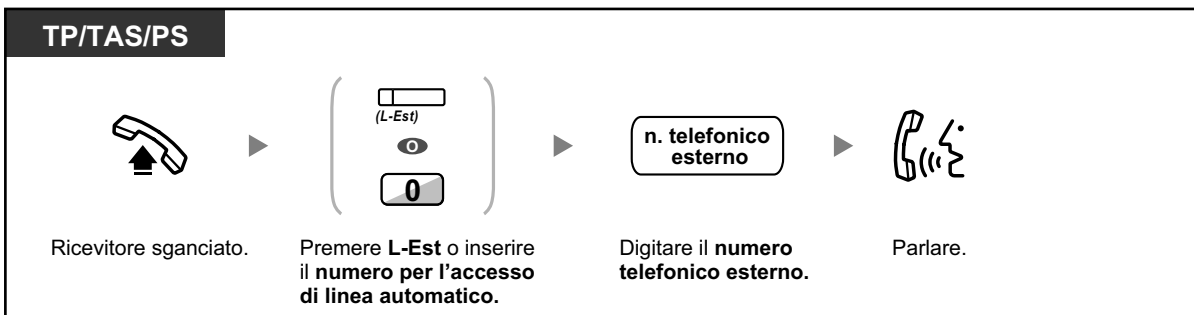 TP/TAS/PS
(L-Est)
O
0
n. telefonico
esterno
Ricevitore sganciato.
Premere L-Est o inserire
il numero per l'accesso
di linea automatico.
Digitare il numero
telefonico esterno.
Parlare.